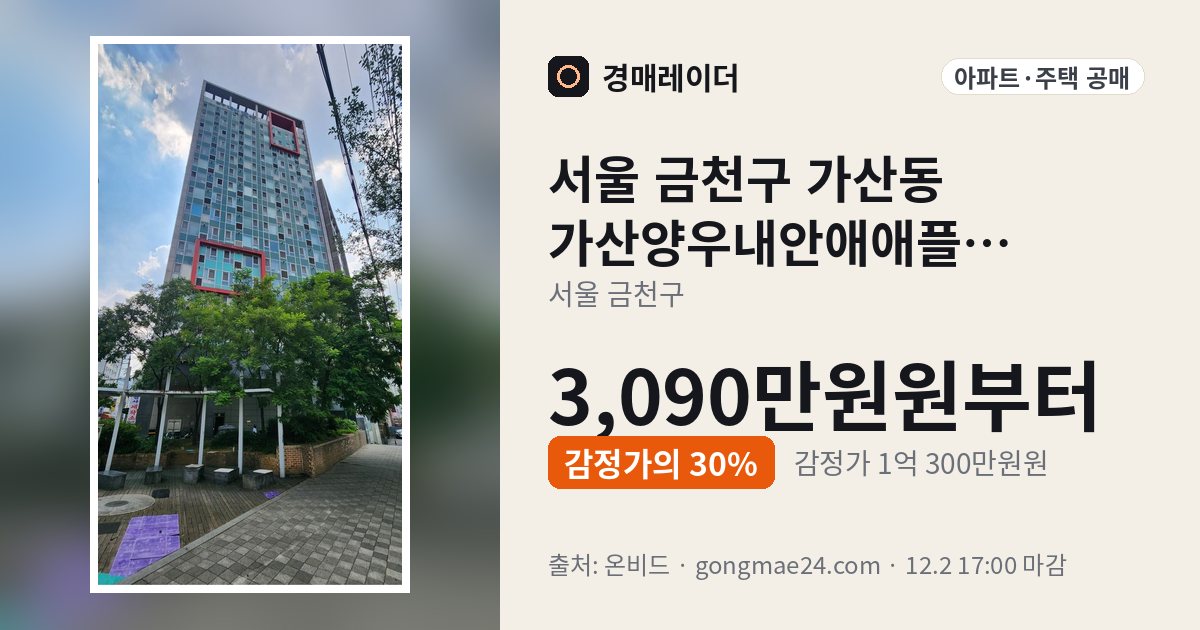 경매레이더
아파트·주택 공매
서울 금천구 가산동
가산양우내안애애플…
서울 금천구
3,090만원원부터
감정가의 30%
감정가 1억 300만원원
출처: 온비드 · gongmae24.com · 12.2 17:00 마감